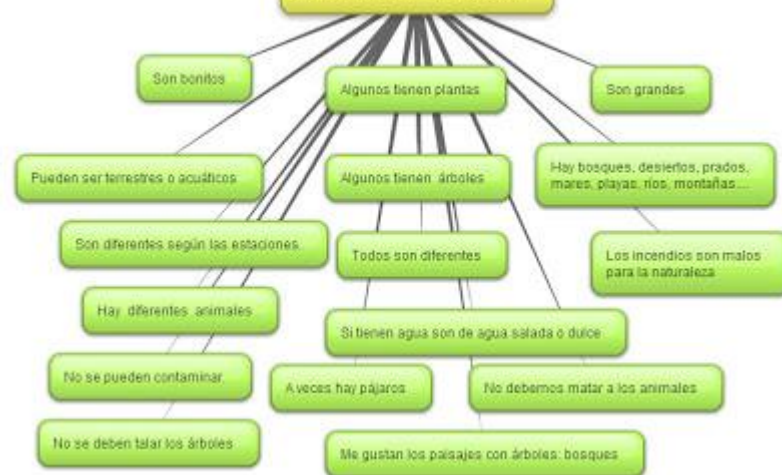 Son bonitos
Algunos tienen plantas
Son grandes
Pueden ser terrestres o acuáticos
Algunos tienen árboles
Hay bosques, desiertos, prados,
mares, playas, ríos, montañas....
Son diferentes según las estaciones.
Todos son diferentes
Los incendios son malos
para la naturaleza
Hay diferentes animales
Si tienen agua son de agua salada o dulce
No se pueden contaminar.
A veces hay pájaros
No debemos matar a los animales
No se deben talar los árboles
Me gustan los paisajes con árboles: bosques